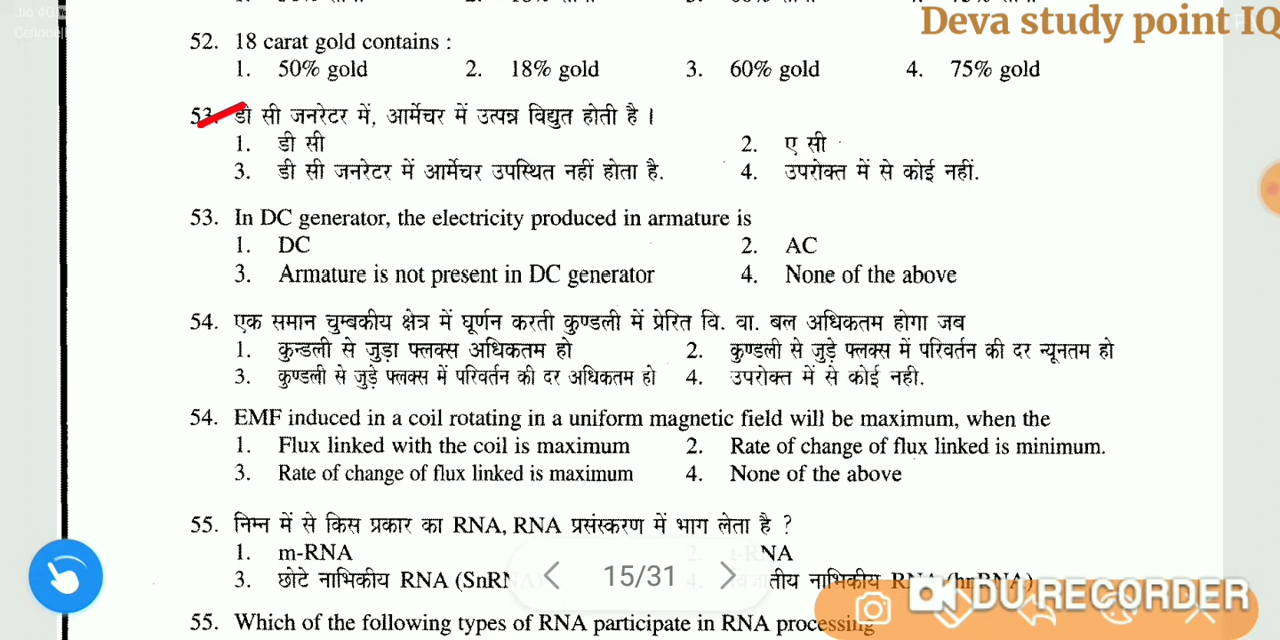 Jio 4G
Deva study point IQ
52. 18 carat gold contains :
1. 50% gold 2. 18% gold 3. 60% gold 4. 75% gold
53. डी सी जनरेटर में, आर्मेचर में उत्पन्न विद्युत होती है ।
1. डी सी 2. ए सी
3. डी सी जनरेटर में आर्मेचर उपस्थित नहीं होता है. 4. उपरोक्त में से कोई नहीं.
53. In DC generator, the electricity produced in armature is
1. DC 2. AC
3. Armature is not present in DC generator 4. None of the above
54. एक समान चुम्बकीय क्षेत्र में घूर्णन करती कुण्डली में प्रेरित वि. वा. बल अधिकतम होगा जब
1. कुन्डली से जुड़ा फ्लक्स अधिकतम हो 2. कुण्डली से जुड़े फ्लक्स में परिवर्तन की दर न्यूनतम हो
3. कुण्डली से जुड़े फ्लक्स में परिवर्तन की दर अधिकतम हो 4. उपरोक्त में से कोई नही.
54. EMF induced in a coil rotating in a uniform magnetic field will be maximum, when the
1. Flux linked with the coil is maximum 2. Rate of change of flux linked is minimum.
3. Rate of change of flux linked is maximum 4. None of the above
55. निम्न में से किस प्रकार का RNA, RNA प्रसंस्करण में भाग लेता है ?
1. m-RNA 2. t-RNA
3. छोटे नाभिकीय RNA (SnRNA) 4. नाभिकीय RNA (hnRNA)
15/31
DU RECORDER
55. Which of the following types of RNA participate in RNA processing